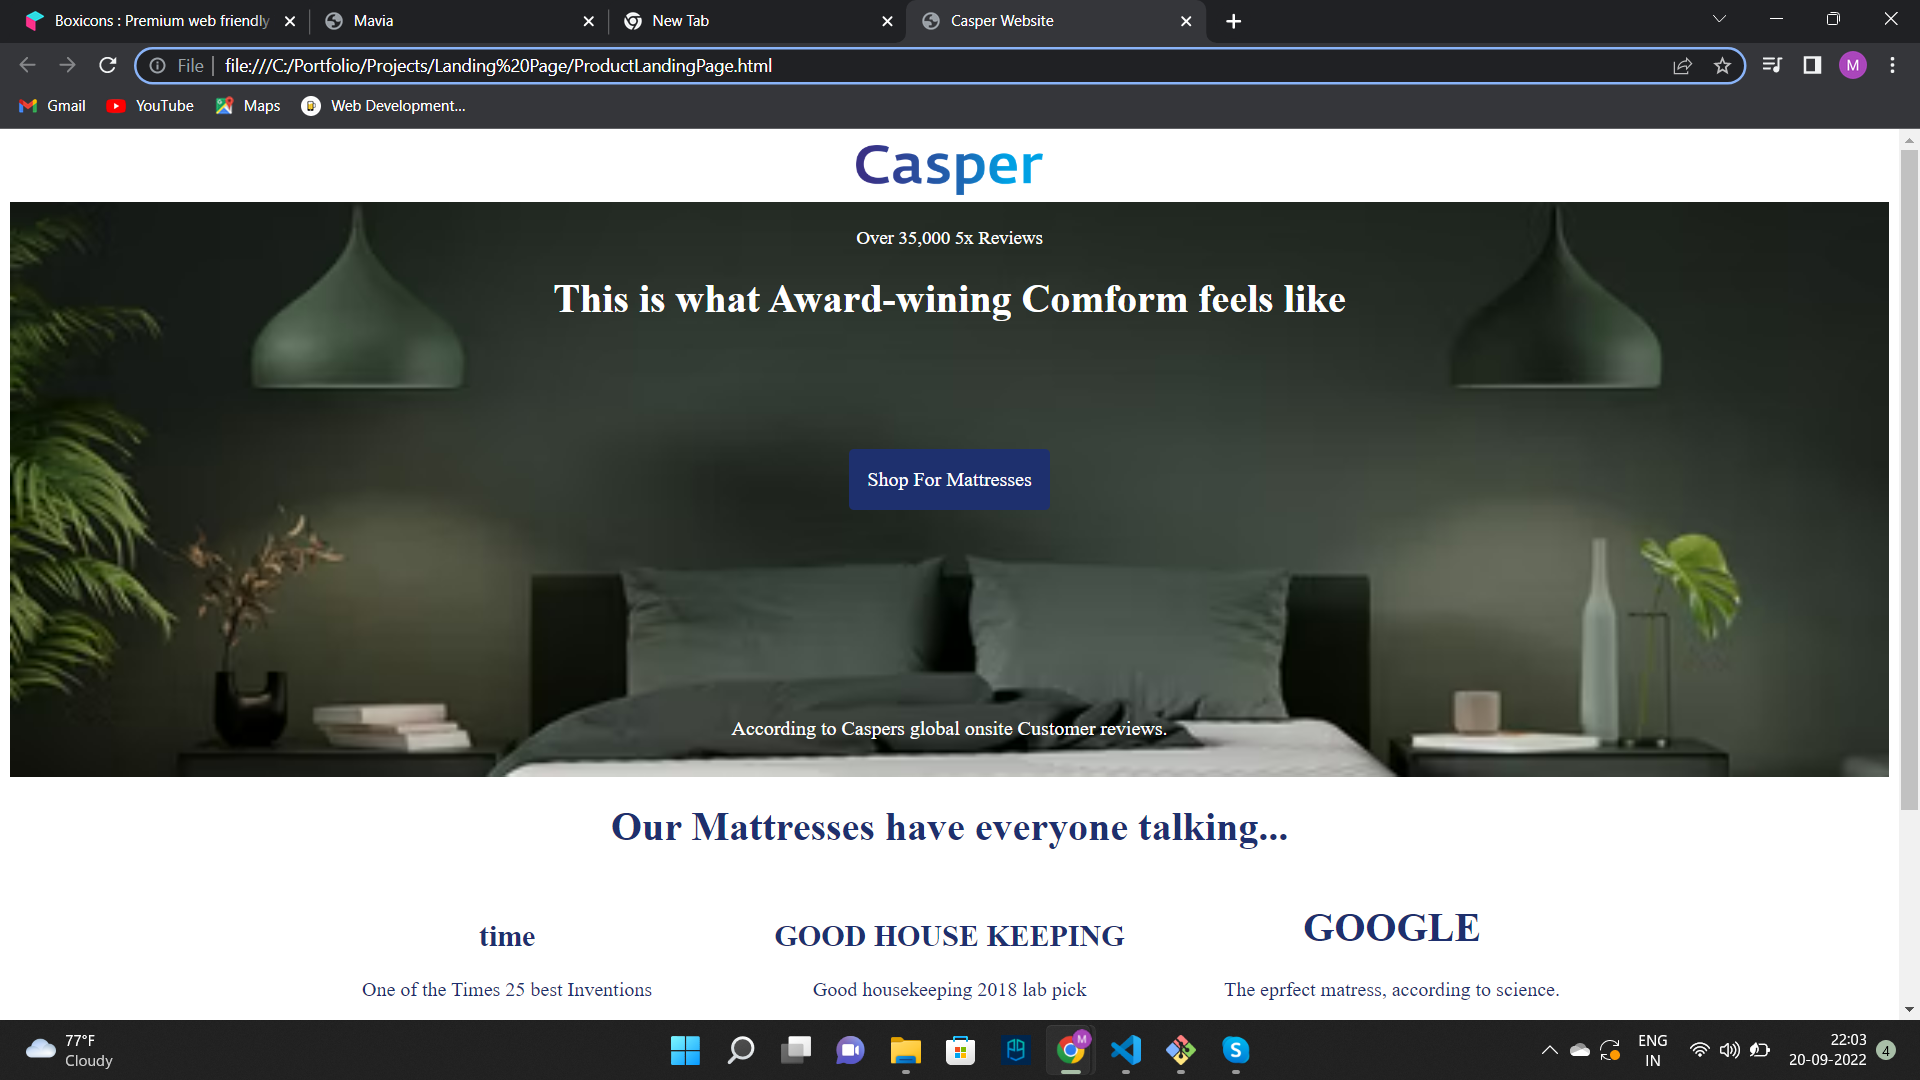 Boxicons : Premium web friendly
Mavia
New Tab
Casper Website
File
file:///C:/Portfolio/Projects/Landing%20Page/ProductLandingPage.html
M
Gmail
YouTube
Maps
Web Development...
Casper
Over 35,000 5x Reviews
This is what Award-wining Comform feels like
Shop For Mattresses
According to Caspers global onsite Customer reviews.
Our Mattresses have everyone talking...
time
GOOD HOUSE KEEPING
GOOGLE
One of the Times 25 best Inventions
Good housekeeping 2018 lab pick
The eprfect matress, according to science.
77°F
Cloudy
M
S
ENG
IN
22:03
20-09-2022
4